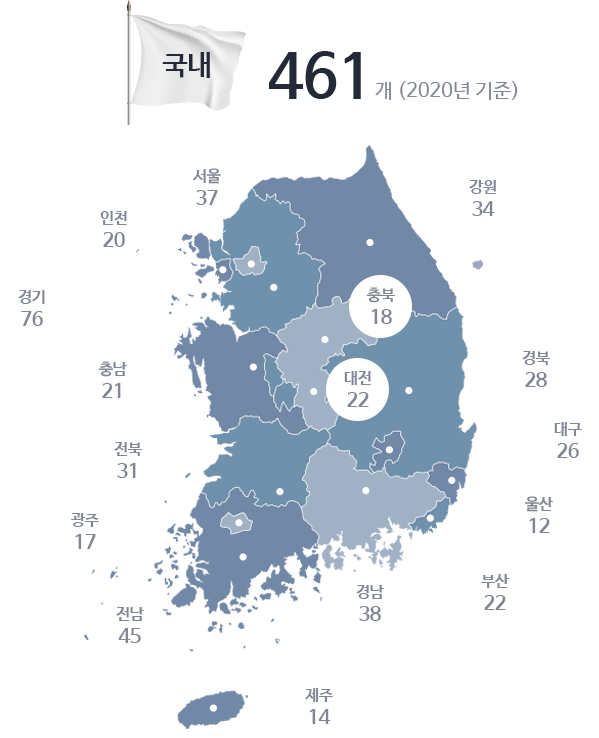 국내
461 개 (2020년 기준)
서울
37
강원
34
인천
20
경기
76
충북
18
충남
21
대전
22
경북
28
대구
26
전북
31
울산
12
광주
17
부산
22
경남
38
전남
45
제주
14